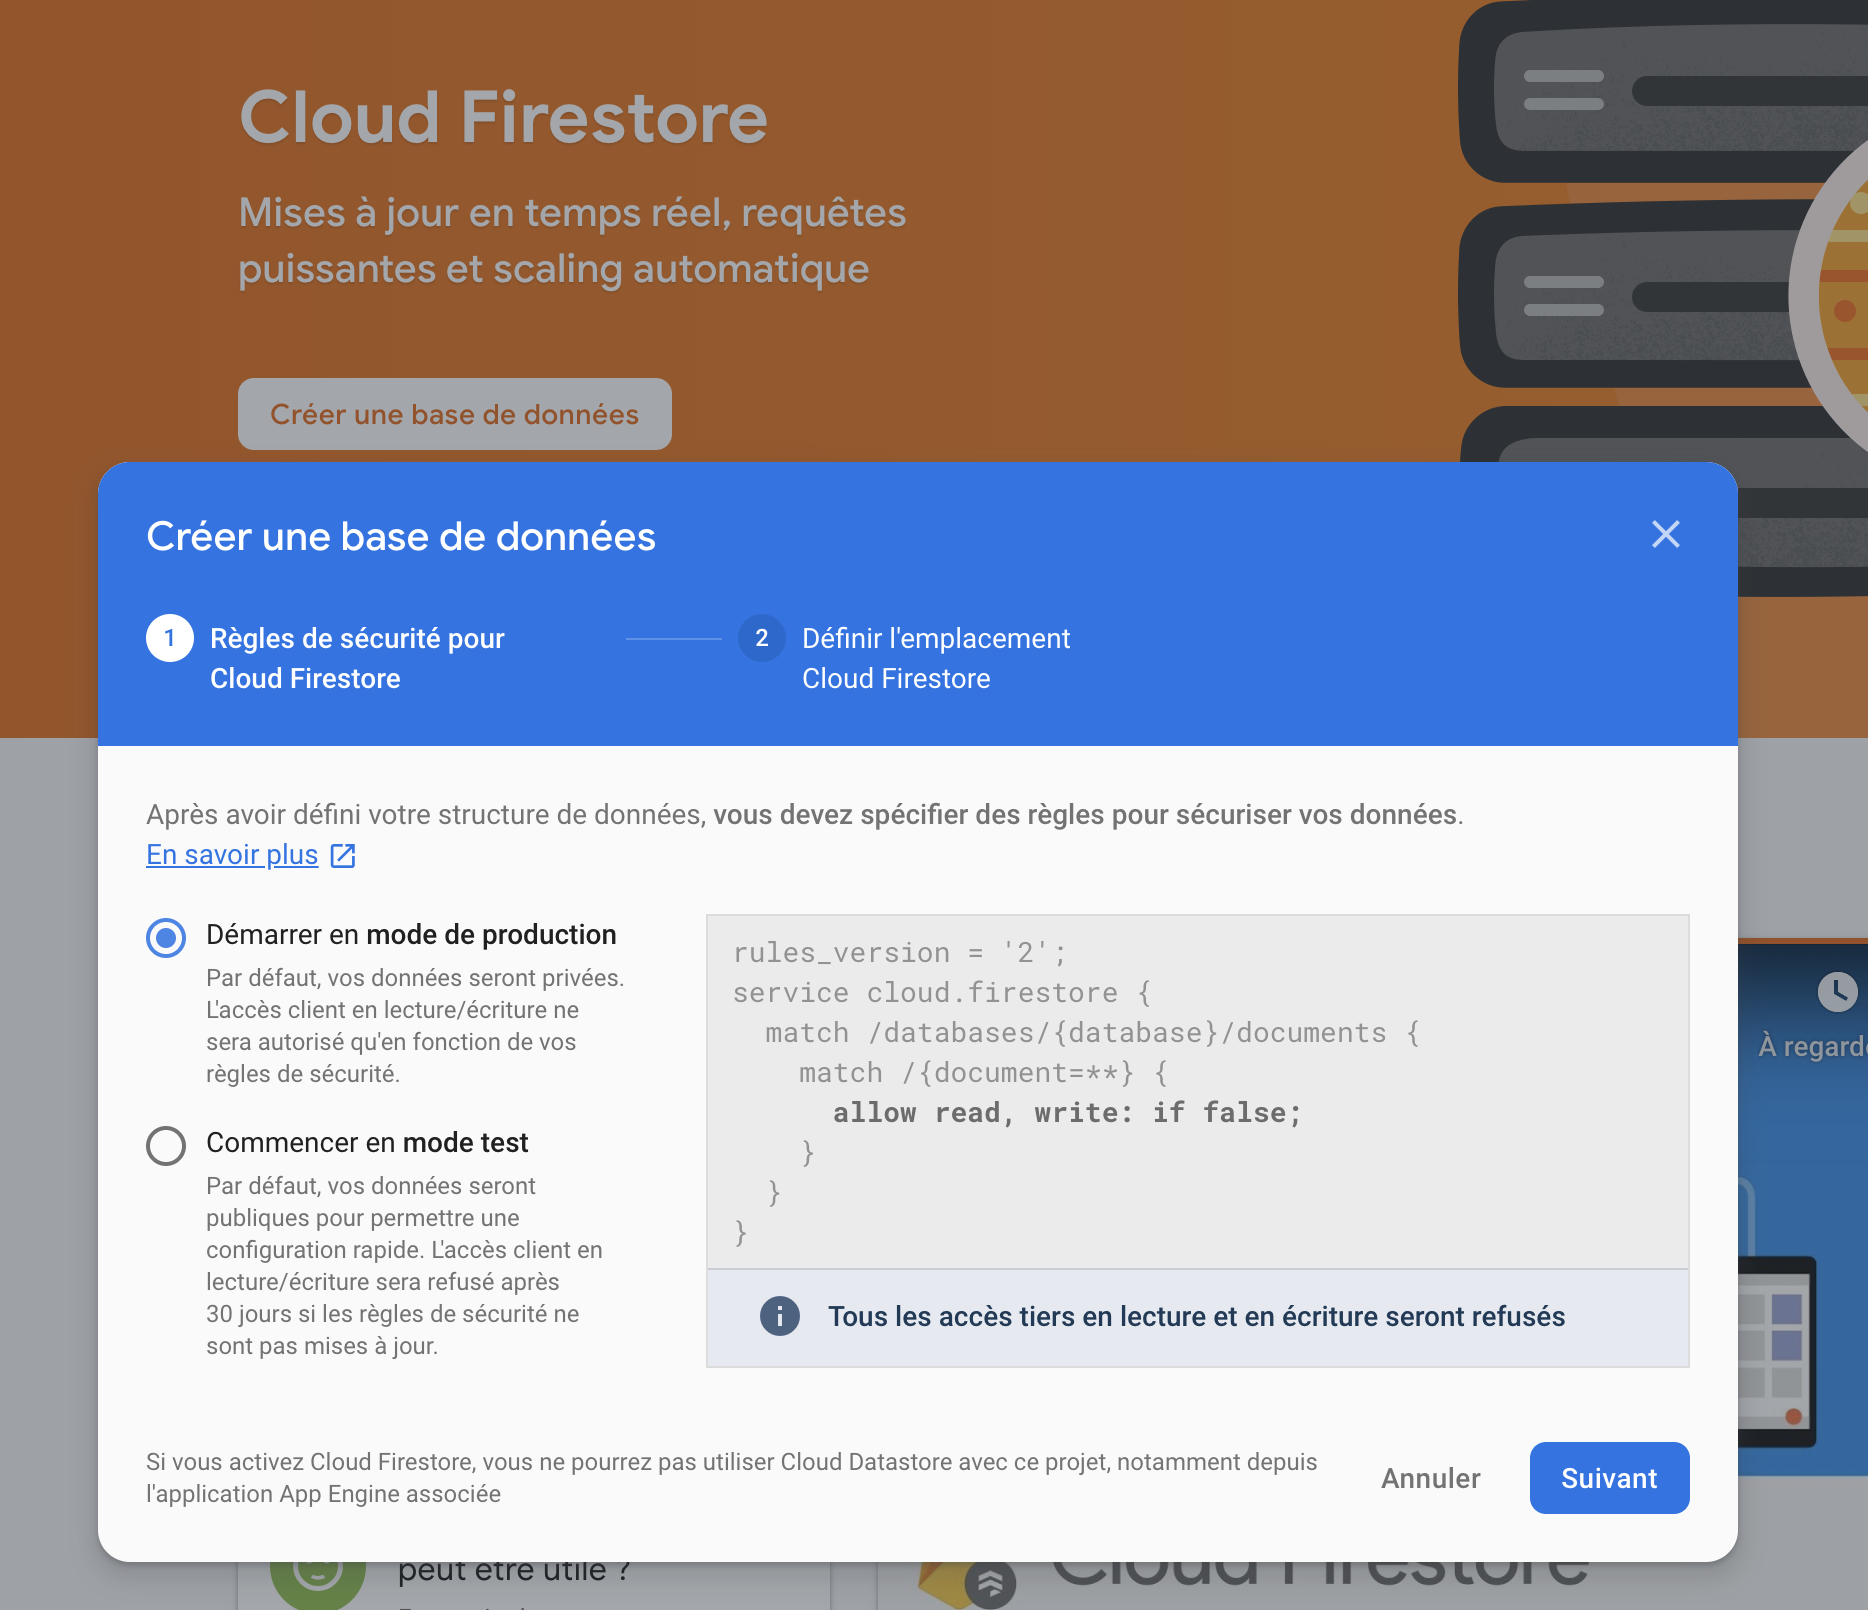 Cloud Firestore
Mises à jour en temps réel, requêtes
puissantes et scaling automatique
Créer une base de données
Créer une base de données
1 Règles de sécurité pour
Cloud Firestore
2 Définir l'emplacement
Cloud Firestore
Après avoir défini votre structure de données, vous devez spécifier des règles pour sécuriser vos données.
En savoir plus
Démarrer en mode de production
Par défaut, vos données seront privées.
L'accès client en lecture/écriture ne
sera autorisé qu'en fonction de vos
règles de sécurité.
Commencer en mode test
Par défaut, vos données seront
publiques pour permettre une
configuration rapide. L'accès client en
lecture/écriture sera refusé après
30 jours si les règles de sécurité ne
sont pas mises à jour.
rules_version = '2';
service cloud.firestore {
  match /databases/{database}/documents {
    match /{document=**} {
      allow read, write: if false;
    }
  }
}
Tous les accès tiers en lecture et en écriture seront refusés
À regarde
Si vous activez Cloud Firestore, vous ne pourrez pas utiliser Cloud Datastore avec ce projet, notamment depuis
l'application App Engine associée
Annuler
Suivant
peut être utile ?
Cloud Firestore